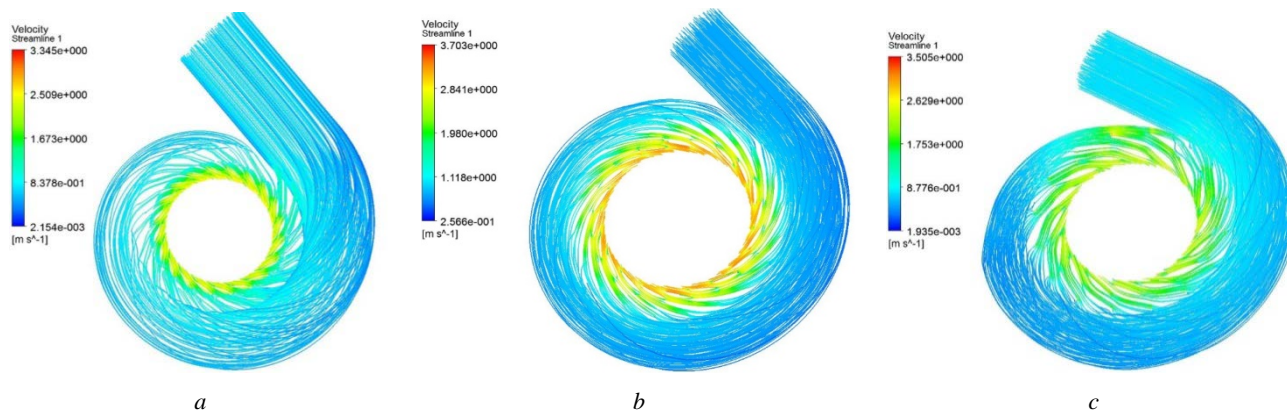 Velocity
Streamline 1
3.345e+000
2.509e+000
1.673e+000
8.378e-001
2.154e-003
[m s^-1]
Velocity
Streamline 1
3.703e+000
2.841e+000
1.980e+000
1.118e+000
2.566e-001
[m s^-1]
Velocity
Streamline 1
3.505e+000
2.629e+000
1.753e+000
8.776e-001
1.935e-003
[m s^-1]
a
b
c